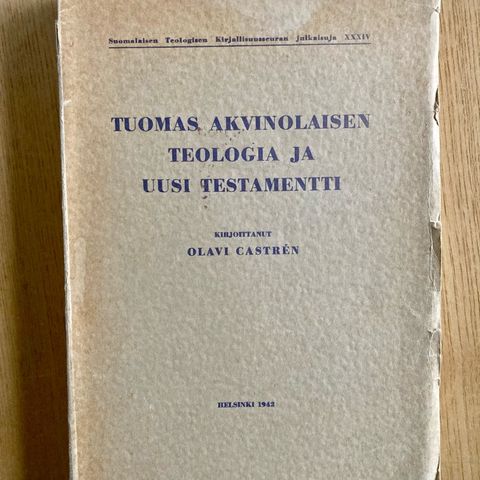 Suomalaisen Teologisen Kirjallisuusseuran julkaisuja XXXIV
TUOMAS AKVINOLAISEN
TEOLOGIA JA
UUSI TESTAMENTTI
KIRJOITTANUT
OLAVI CASTRÉN
HELSINKI 1942